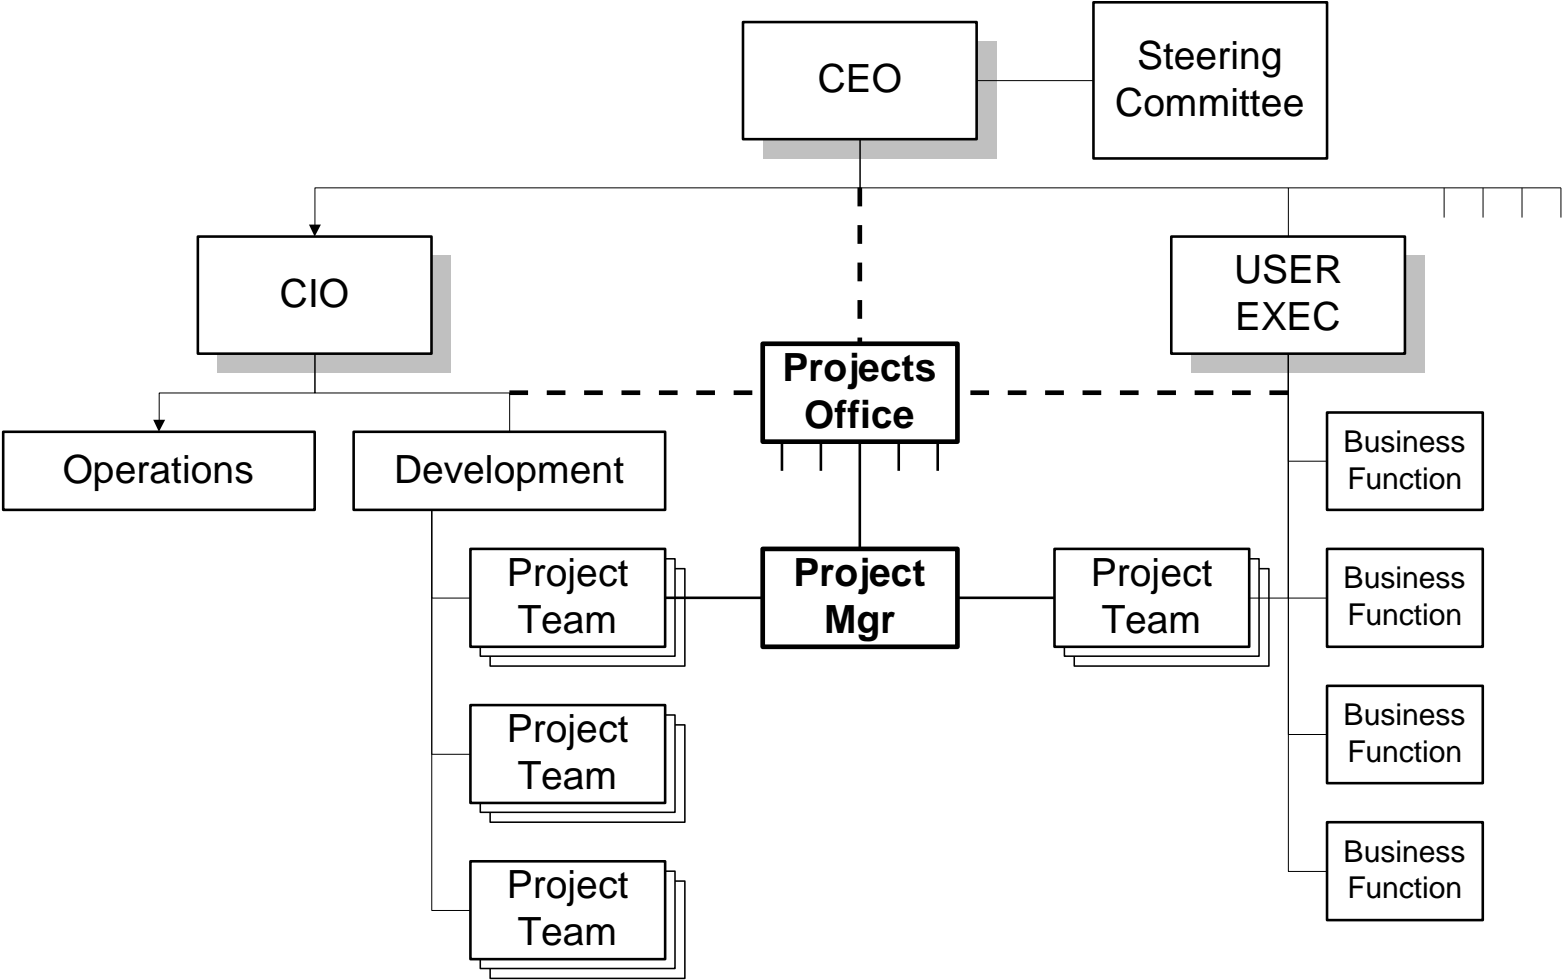 CEO
Steering
Committee
CIO
USER
EXEC
Projects
Office
Operations
Development
Business
Function
Project
Team
Project
Mgr
Project
Team
Business
Function
Project
Team
Business
Function
Project
Team
Business
Function